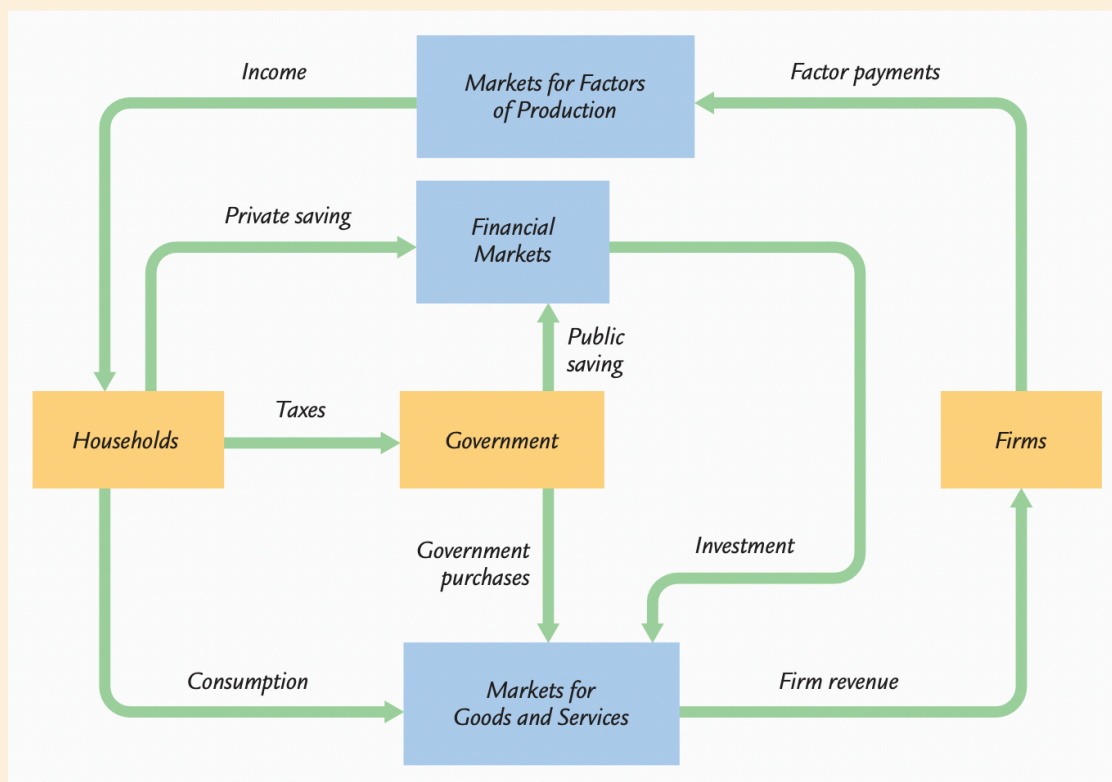 Income
Markets for Factors
of Production
Factor payments
Private saving
Financial
Markets
Public
saving
Households
Taxes
Government
Firms
Government
purchases
Investment
Consumption
Markets for
Goods and Services
Firm revenue